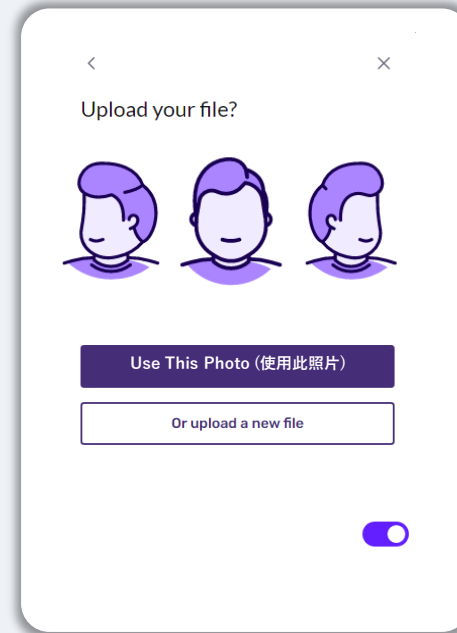 Upload your file?
Use This Photo (使用此照片)
Or upload a new file